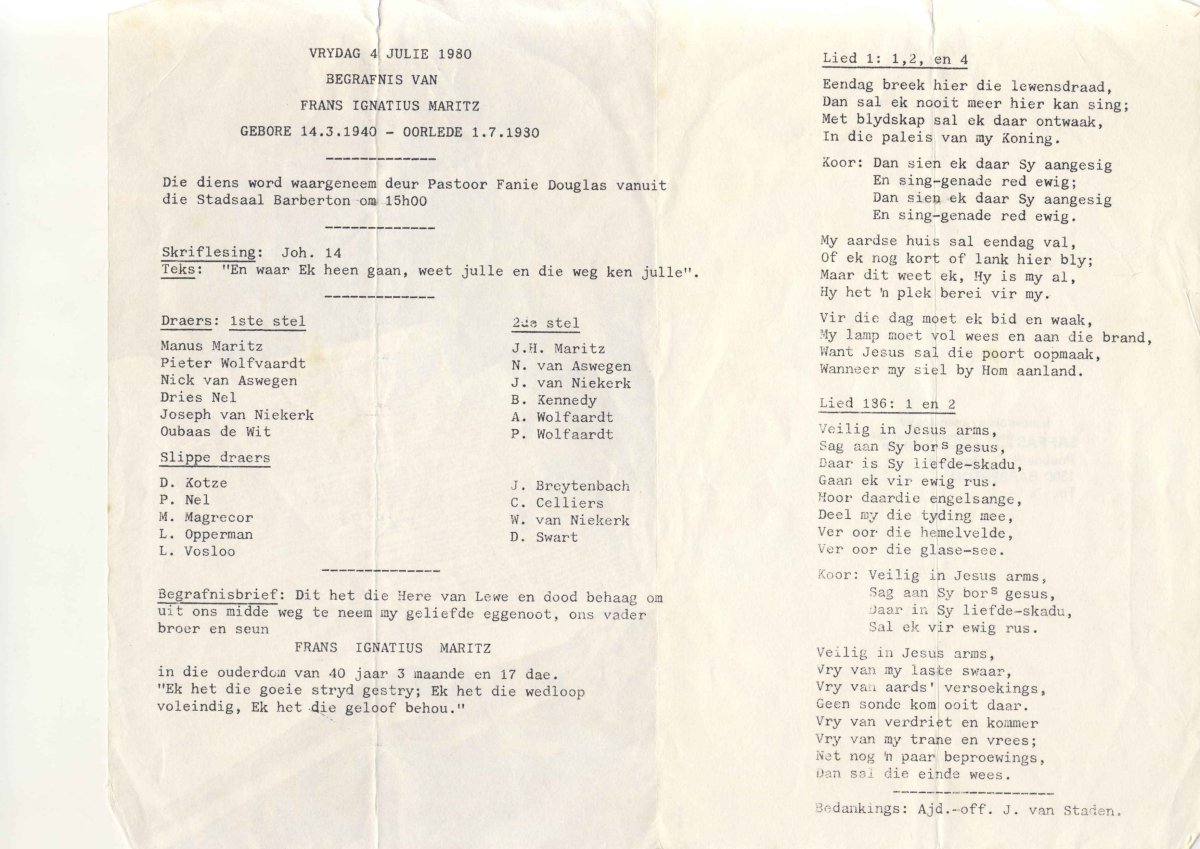 VRYDAG 4 JULIE 1980
BEGRAFNIS VAN
FRANS IGNATIUS MARITZ
GEBORE 14.3.1940 - OORLEDE 1.7.1980
Die diens word waargeneem deur Pastoor Fanie Douglas vanuit
die Stadsaal Barberton om 15h00
Skriflesing: Joh. 14
Teks: "En waar Ek heen gaan, weet julle en die weg ken julle".
Draers: 1ste stel
Manus Maritz
Pieter Wolfvaardt
Nick van Aswegen
Dries Nel
Joseph van Niekerk
Oubaas de Wit
2de stel
J.H. Maritz
N. van Aswegen
J. van Niekerk
B. Kennedy
A. Wolfaardt
P. Wolfaardt
Slippe draers
D. Kotze
P. Nel
M. Magrecor
L. Opperman
L. Vosloo
J. Breytenbach
C. Celliers
W. van Niekerk
D. Swart
Begrafnisbrief: Dit het die Here van Lewe en dood behaag om
uit ons midde weg te neem my geliefde eggenoot, ons vader
broer en seun
FRANS IGNATIUS MARITZ
in die ouderdom van 40 jaar 3 maande en 17 dae.
"Ek het die goeie stryd gestry; Ek het die wedloop
voleindig, Ek het die geloof behou."
Lied 1: 1,2, en 4
Eendag breek hier die lewensdraad,
Dan sal ek nooit meer hier kan sing;
Met blydskap sal ek daar ontwaak,
In die paleis van my Koning.
Koor: Dan sien ek daar Sy aangesig
En sing-genade red ewig;
Dan sien ek daar Sy aangesig
En sing-genade red ewig.
My aardse huis sal eendag val,
Of ek nog kort of lank hier bly;
Maar dit weet ek, Hy is my al,
Hy het 'n plek berei vir my.
Vir die dag moet ek bid en waak,
My lamp moet vol wees en aan die brand,
Want Jesus sal die poort oopmaak,
Wanneer my siel by Hom aanland.
Lied 186: 1 en 2
Veilig in Jesus arms,
Sag aan Sy bors gesus,
Daar is Sy liefde-skadu,
Gaan ek vir ewig rus.
Hoor daardie engelsange,
Deel my die tyding mee,
Ver oor die hemelvelde,
Ver oor die glase-see.
Koor: Veilig in Jesus arms,
Sag aan Sy bors gesus,
Daar in Sy liefde-skadu,
Sal ek vir ewig rus.
Veilig in Jesus arms,
Vry van my laste swaar,
Vry van aards' versoekings,
Geen sonde kom ooit daar.
Vry van verdriet en kommer
Vry van my trane en vrees;
Net nog 'n paar beproewings,
Dan sal die einde wees.
Bedankings: Ajd.-off. J. van Staden.